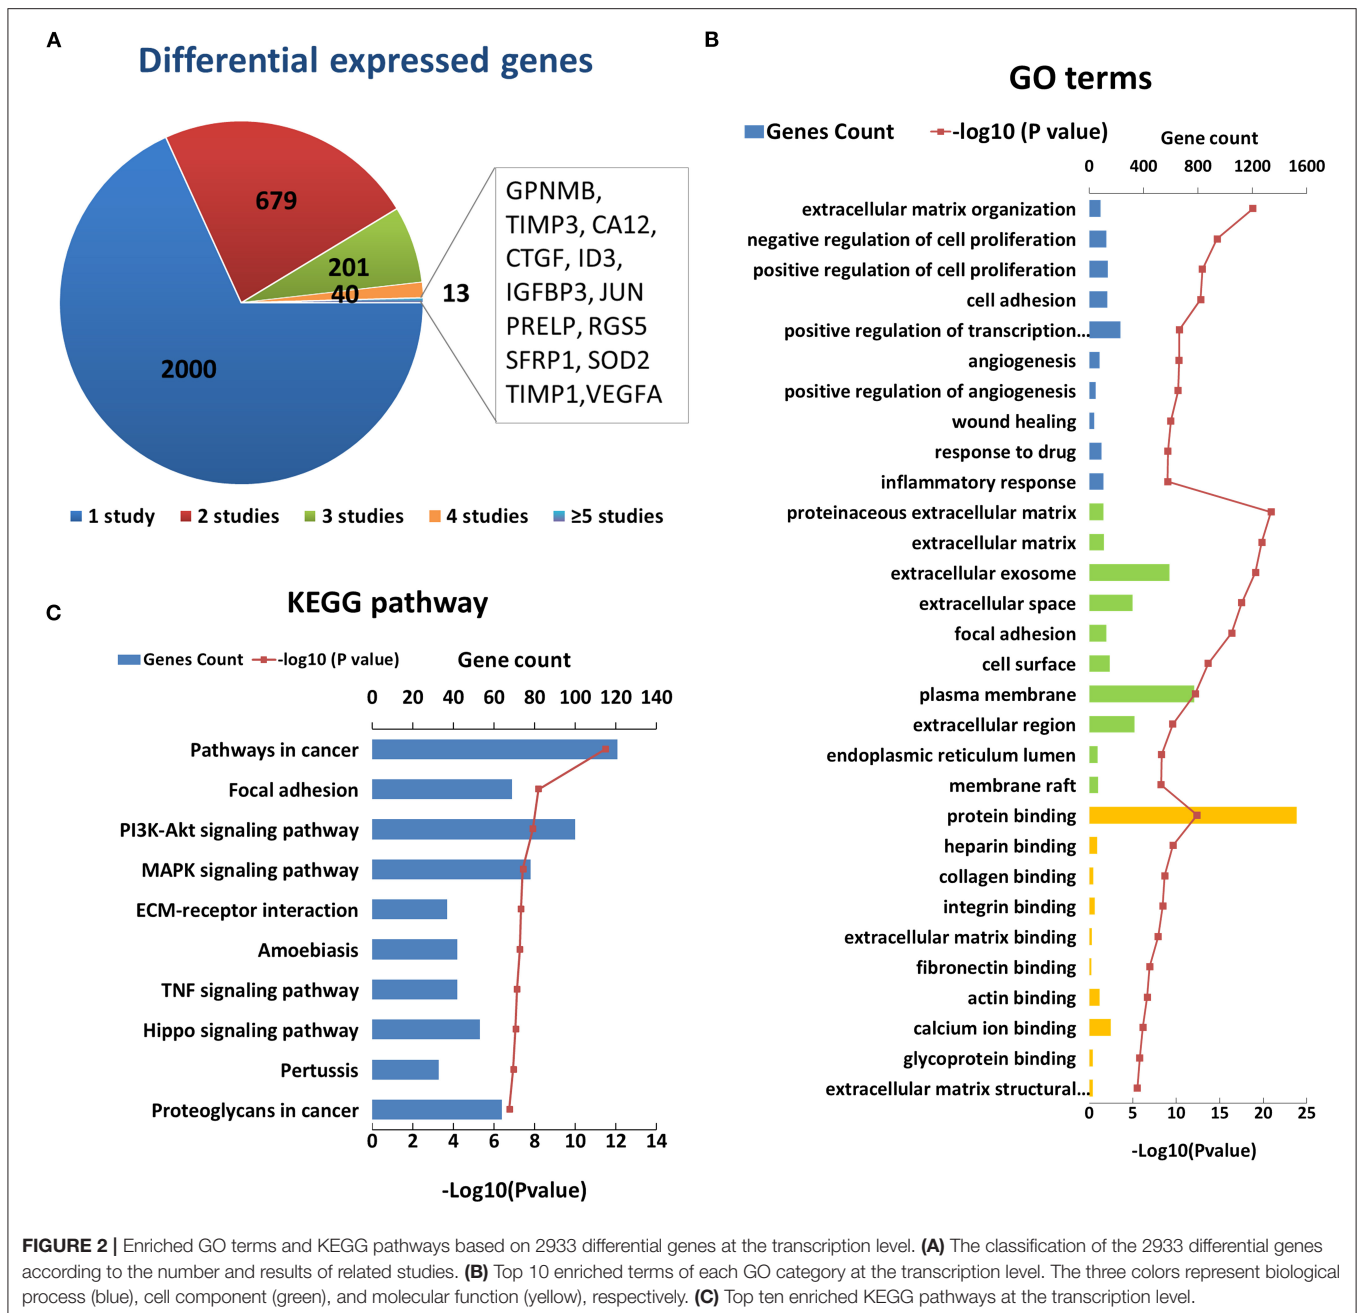 A
Differential expressed genes
679
201
40
13
2000
GPNMB,
TIMP3, CA12,
CTGF, ID3,
IGFBP3, JUN
PRELP, RGS5
SFRP1, SOD2
TIMP1,VEGFA
1 study 2 studies 3 studies 4 studies ≥5 studies
B
GO terms
Genes Count -log10 (P value)
Gene count
0 400 800 1200 1600
extracellular matrix organization
negative regulation of cell proliferation
positive regulation of cell proliferation
cell adhesion
positive regulation of transcription...
angiogenesis
positive regulation of angiogenesis
wound healing
response to drug
inflammatory response
proteinaceous extracellular matrix
extracellular matrix
extracellular exosome
extracellular space
focal adhesion
cell surface
plasma membrane
extracellular region
endoplasmic reticulum lumen
membrane raft
protein binding
heparin binding
collagen binding
integrin binding
extracellular matrix binding
fibronectin binding
actin binding
calcium ion binding
glycoprotein binding
extracellular matrix structural...
0 5 10 15 20 25
-Log10(Pvalue)
C
KEGG pathway
Genes Count -log10 (P value)
Gene count
0 20 40 60 80 100 120 140
Pathways in cancer
Focal adhesion
PI3K-Akt signaling pathway
MAPK signaling pathway
ECM-receptor interaction
Amoebiasis
TNF signaling pathway
Hippo signaling pathway
Pertussis
Proteoglycans in cancer
0 2 4 6 8 10 12 14
-Log10(Pvalue)
FIGURE 2 | Enriched GO terms and KEGG pathways based on 2933 differential genes at the transcription level. (A) The classification of the 2933 differential genes
according to the number and results of related studies. (B) Top 10 enriched terms of each GO category at the transcription level. The three colors represent biological
process (blue), cell component (green), and molecular function (yellow), respectively. (C) Top ten enriched KEGG pathways at the transcription level.